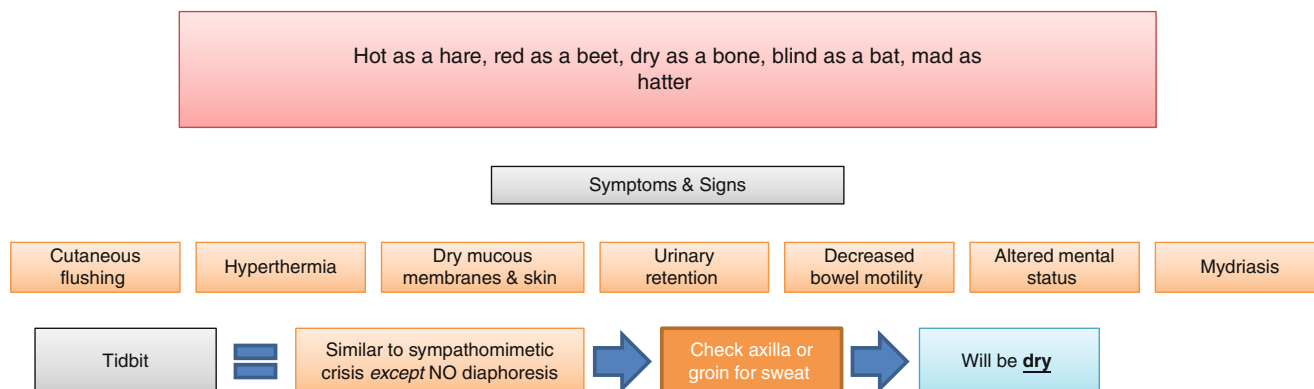 Hot as a hare, red as a beet, dry as a bone, blind as a bat, mad as
hatter
Symptoms & Signs
Cutaneous
flushing
Hyperthermia
Dry mucous
membranes & skin
Urinary
retention
Decreased
bowel motility
Altered mental
status
Mydriasis
Tidbit
Similar to sympathomimetic
crisis except NO diaphoresis
Check axilla or
groin for sweat
Will be dry